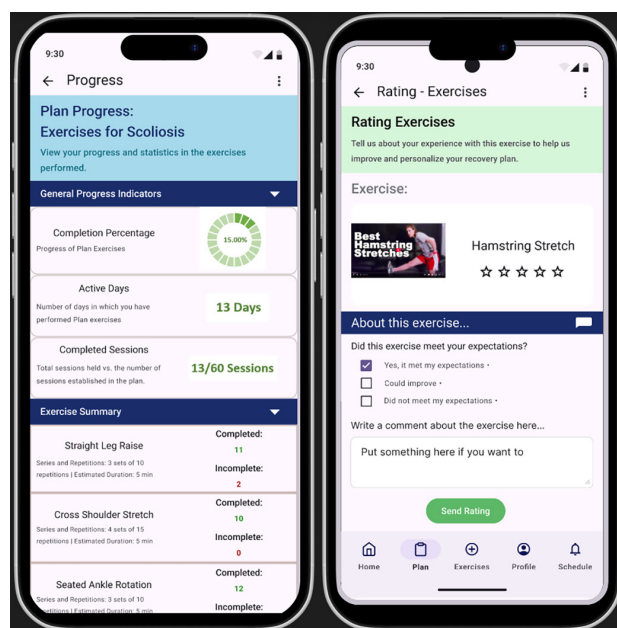 9:30
Progress
Plan Progress:
Exercises for Scoliosis
View your progress and statistics in the exercises
performed.
General Progress Indicators
Completion Percentage
Progress of Plan Exercises
15.00%
Active Days
Number of days in which you have
performed Plan exercises
13 Days
Completed Sessions
Total sessions held vs. the number of
sessions established in the plan.
13/60 Sessions
Exercise Summary
Straight Leg Raise
Series and Repetitions: 3 sets of 10
repetitions | Estimated Duration: 5 min
Completed:
11
Incomplete:
2
Cross Shoulder Stretch
Series and Repetitions: 4 sets of 15
repetitions | Estimated Duration: 5 min
Completed:
10
Incomplete:
0
Seated Ankle Rotation
Series and Repetitions: 3 sets of 10
repetitions | Estimated Duration: 5 min
Completed:
12
Incomplete:
9:30
Rating - Exercises
Rating Exercises
Tell us about your experience with this exercise to help us
improve and personalize your recovery plan.
Exercise:
Best
Hamstring
Stretches
Hamstring Stretch
About this exercise...
Did this exercise meet your expectations?
Yes, it met my expectations •
Could improve •
Did not meet my expectations •
Write a comment about the exercise here...
Put something here if you want to
Send Rating
Home
Plan
Exercises
Profile
Schedule